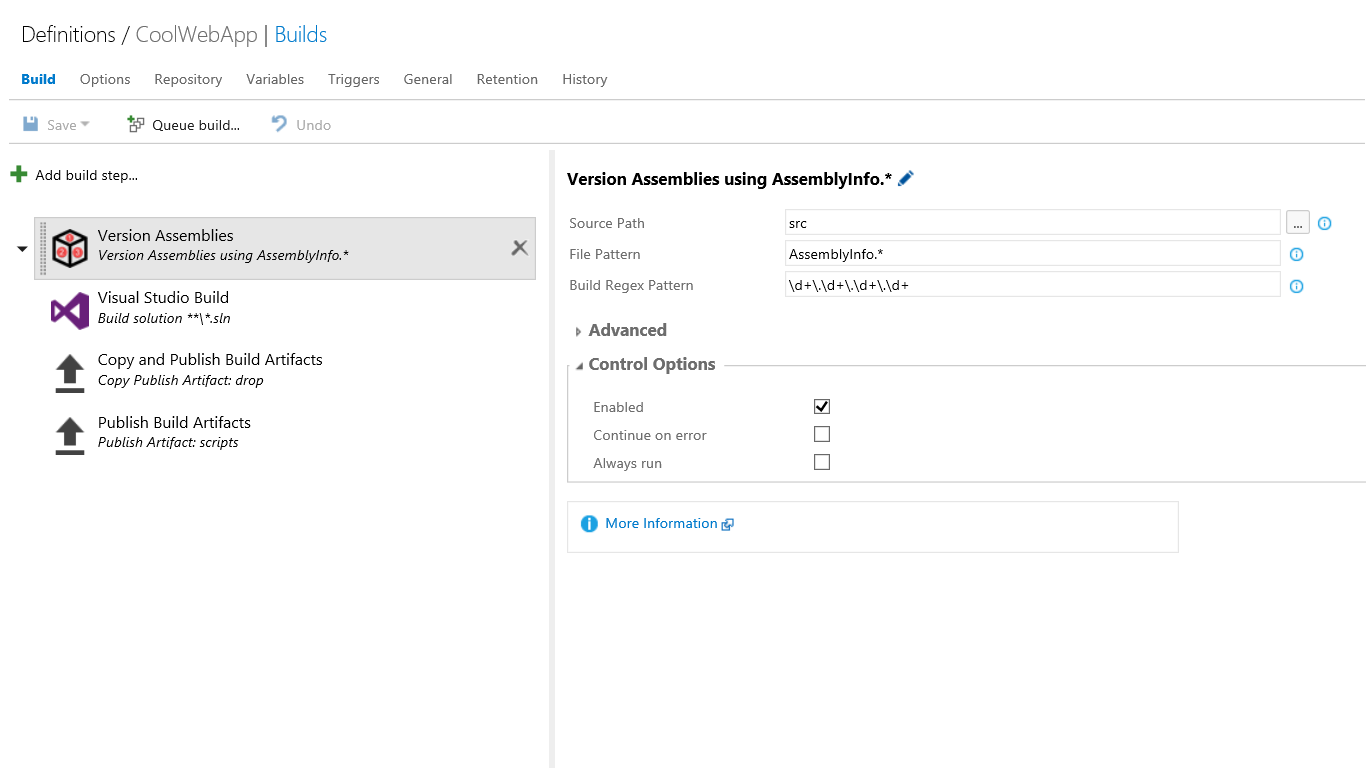 Definitions / CoolWebApp | Builds
Build Options Repository Variables Triggers General Retention History
Save Queue build... Undo
Add build step...
Version Assemblies
Version Assemblies using AssemblyInfo.*
Visual Studio Build
Build solution **\*.sln
Copy and Publish Build Artifacts
Copy Publish Artifact: drop
Publish Build Artifacts
Publish Artifact: scripts
Version Assemblies using AssemblyInfo.*
Source Path src ...
File Pattern AssemblyInfo.*
Build Regex Pattern \d+\.\d+\.\d+\.\d+
Advanced
Control Options
Enabled
Continue on error
Always run
More Information